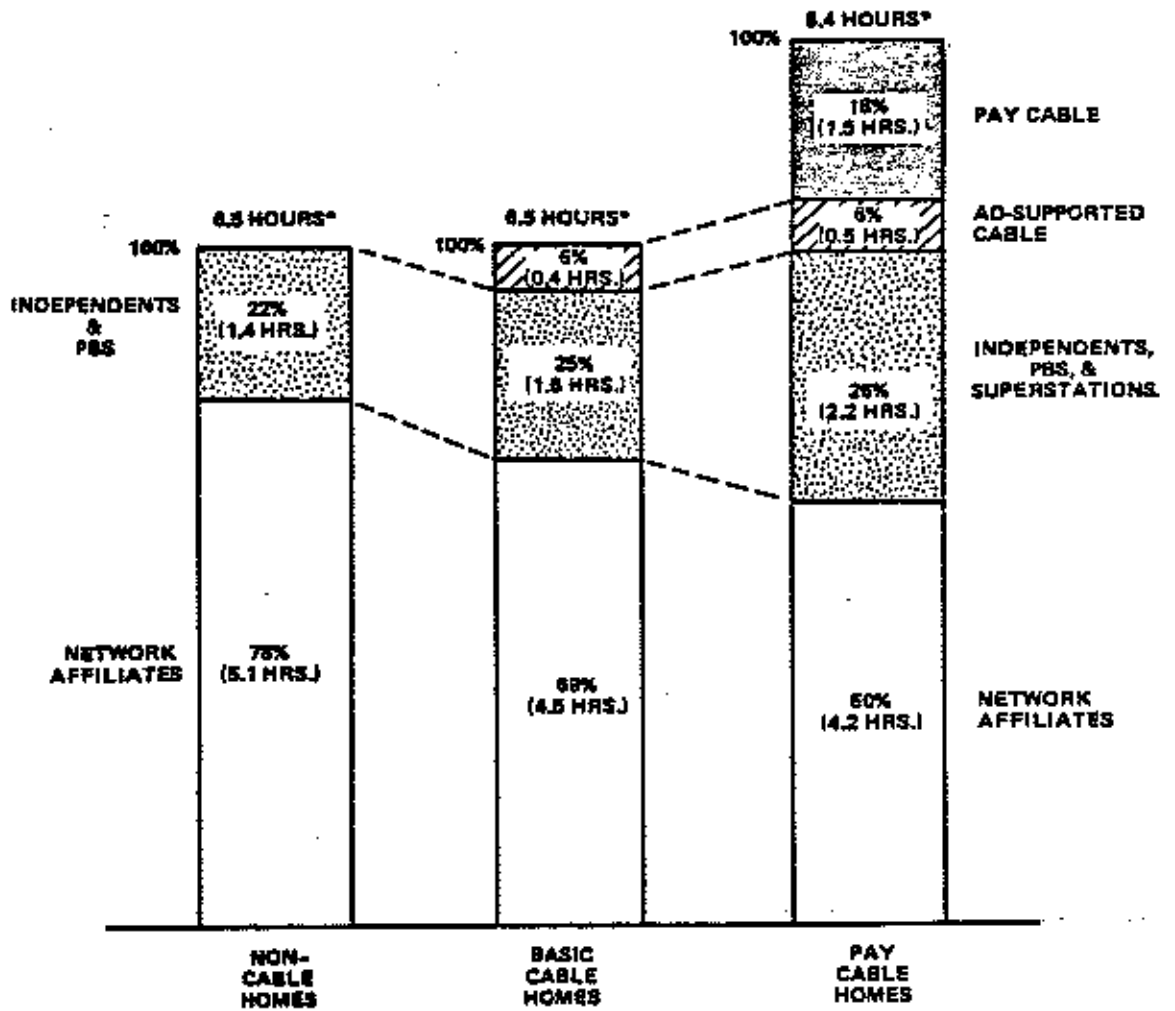 8.4 HOURS*
100%
18%
(1.5 HRS.)
PAY CABLE
6.5 HOURS*
6.5 HOURS*
6%
(0.5 HRS.)
AD-SUPPORTED
CABLE
100%
100%
6%
(0.4 HRS.)
INDEPENDENTS
&
PBS
22%
(1.4 HRS.)
25%
(1.6 HRS.)
26%
(2.2 HRS.)
INDEPENDENTS,
PBS, &
SUPERSTATIONS.
NETWORK
AFFILIATES
78%
(5.1 HRS.)
69%
(4.5 HRS.)
50%
(4.2 HRS.)
NETWORK
AFFILIATES
NON-
CABLE
HOMES
BASIC
CABLE
HOMES
PAY
CABLE
HOMES